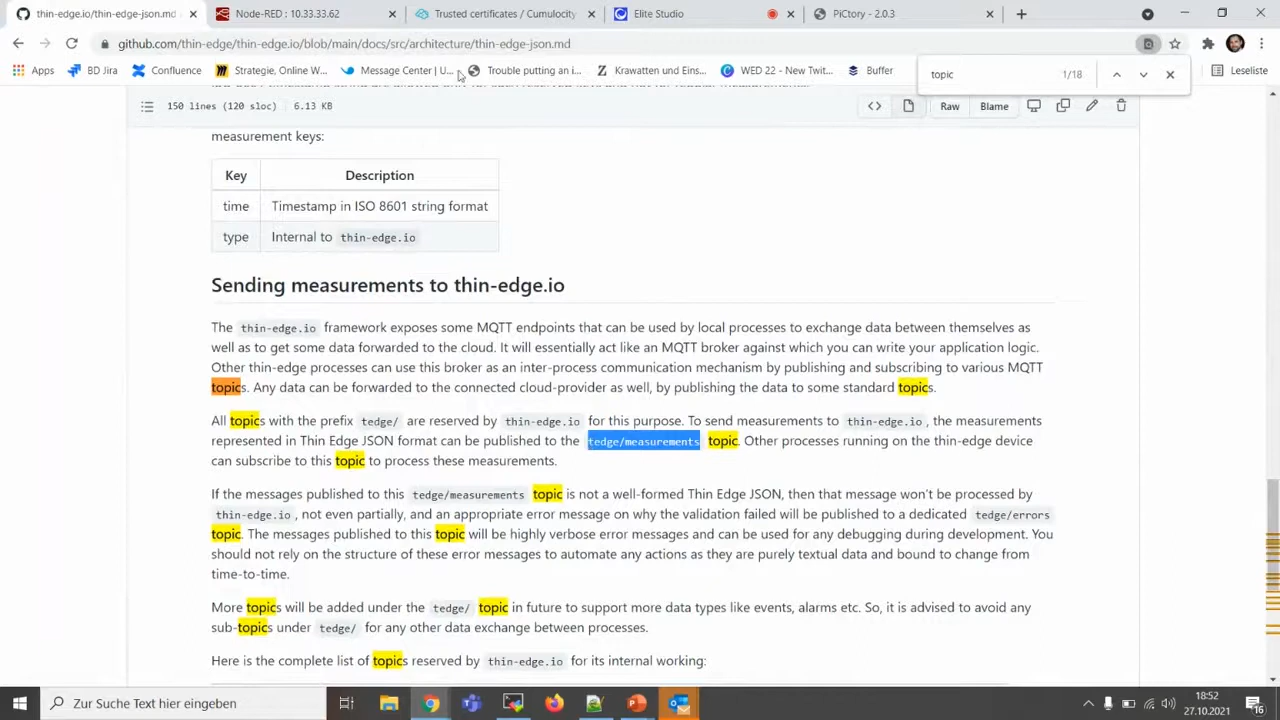 thin-edge.io/thin-edge-json.md
Node-RED : 10.33.33.62
Trusted certificates / Cumulocity
Elite Studio
PiCtory - 2.0.3
github.com/thin-edge/thin-edge.io/blob/main/docs/src/architecture/thin-edge-json.md
Apps
BD Jira
Confluence
Strategie, Online W...
Message Center | U...
Trouble putting an i...
Krawatten und Eins...
WED 22 - New Twi...
Buffer
Leseliste
topic
1/18
150 lines (120 sloc)
6.13 KB
Raw
Blame
measurement keys:
Key Description
time Timestamp in ISO 8601 string format
type Internal to thin-edge.io
Sending measurements to thin-edge.io
The thin-edge.io framework exposes some MQTT endpoints that can be used by local processes to exchange data between themselves as
well as to get some data forwarded to the cloud. It will essentially act like an MQTT broker against which you can write your application logic.
Other thin-edge processes can use this broker as an inter-process communication mechanism by publishing and subscribing to various MQTT
topics. Any data can be forwarded to the connected cloud-provider as well, by publishing the data to some standard topics.
All topics with the prefix tedge/ are reserved by thin-edge.io for this purpose. To send measurements to thin-edge.io, the measurements
represented in Thin Edge JSON format can be published to the tedge/measurements topic. Other processes running on the thin-edge device
can subscribe to this topic to process these measurements.
If the messages published to this tedge/measurements topic is not a well-formed Thin Edge JSON, then that message won't be processed by
thin-edge.io, not even partially, and an appropriate error message on why the validation failed will be published to a dedicated tedge/errors
topic. The messages published to this topic will be highly verbose error messages and can be used for any debugging during development. You
should not rely on the structure of these error messages to automate any actions as they are purely textual data and bound to change from
time-to-time.
More topics will be added under the tedge/ topic in future to support more data types like events, alarms etc. So, it is advised to avoid any
sub-topics under tedge/ for any other data exchange between processes.
Here is the complete list of topics reserved by thin-edge.io for its internal working:
Zur Suche Text hier eingeben
18:52
27.10.2021
16